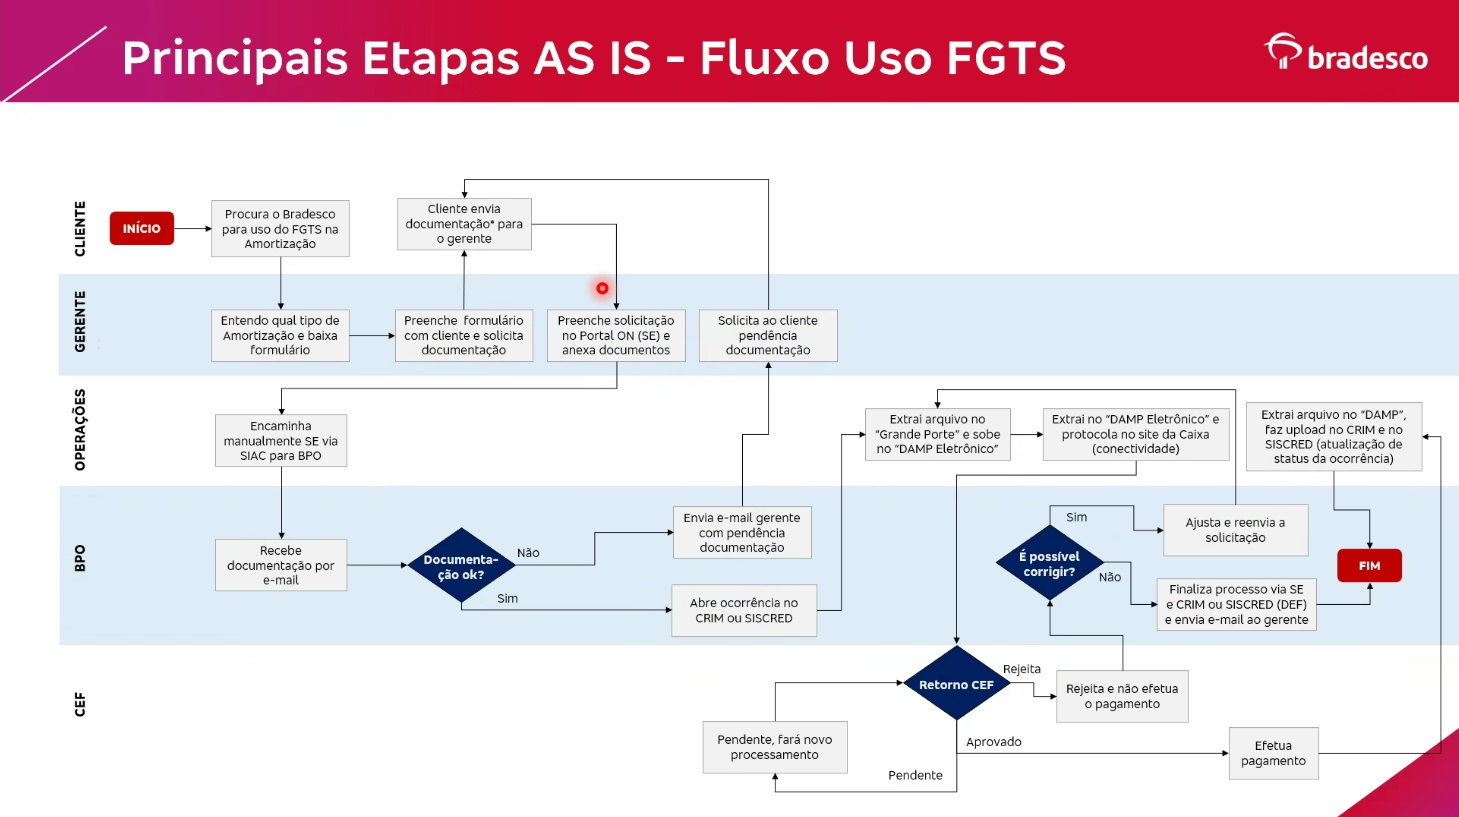 Principais Etapas AS IS - Fluxo Uso FGTS
bradesco
CLIENTE
INÍCIO
Procura o Bradesco
para uso do FGTS na
Amortização
Cliente envia
documentação* para
o gerente
GERENTE
Entendo qual tipo de
Amortização e baixa
formulário
Preenche formulário
com cliente e solicita
documentação
Preenche solicitação
no Portal ON (SE) e
anexa documentos
Solicita ao cliente
pendência
documentação
OPERAÇÕES
Encaminha
manualmente SE via
SIAC para BPO
Extrai arquivo no
"Grande Porte" e sobe
no "DAMP Eletrônico"
Extrai no "DAMP Eletrônico" e
protocola no site da Caixa
(conectividade)
Extrai arquivo no "DAMP",
faz upload no CRIM e no
SISCRED (atualização de
status da ocorrência)
BPO
Recebe
documentação por
e-mail
Documenta-
ção ok?
Não
Sim
Envia e-mail gerente
com pendência
documentação
Abre ocorrência no
CRIM ou SISCRED
É possível
corrigir?
Sim
Não
Ajusta e reenvia a
solicitação
Finaliza processo via SE
e CRIM ou SISCRED (DEF)
e envia e-mail ao gerente
FIM
CEF
Retorno CEF
Rejeita
Rejeita e não efetua
o pagamento
Pendente, fará novo
processamento
Aprovado
Pendente
Efetua
pagamento